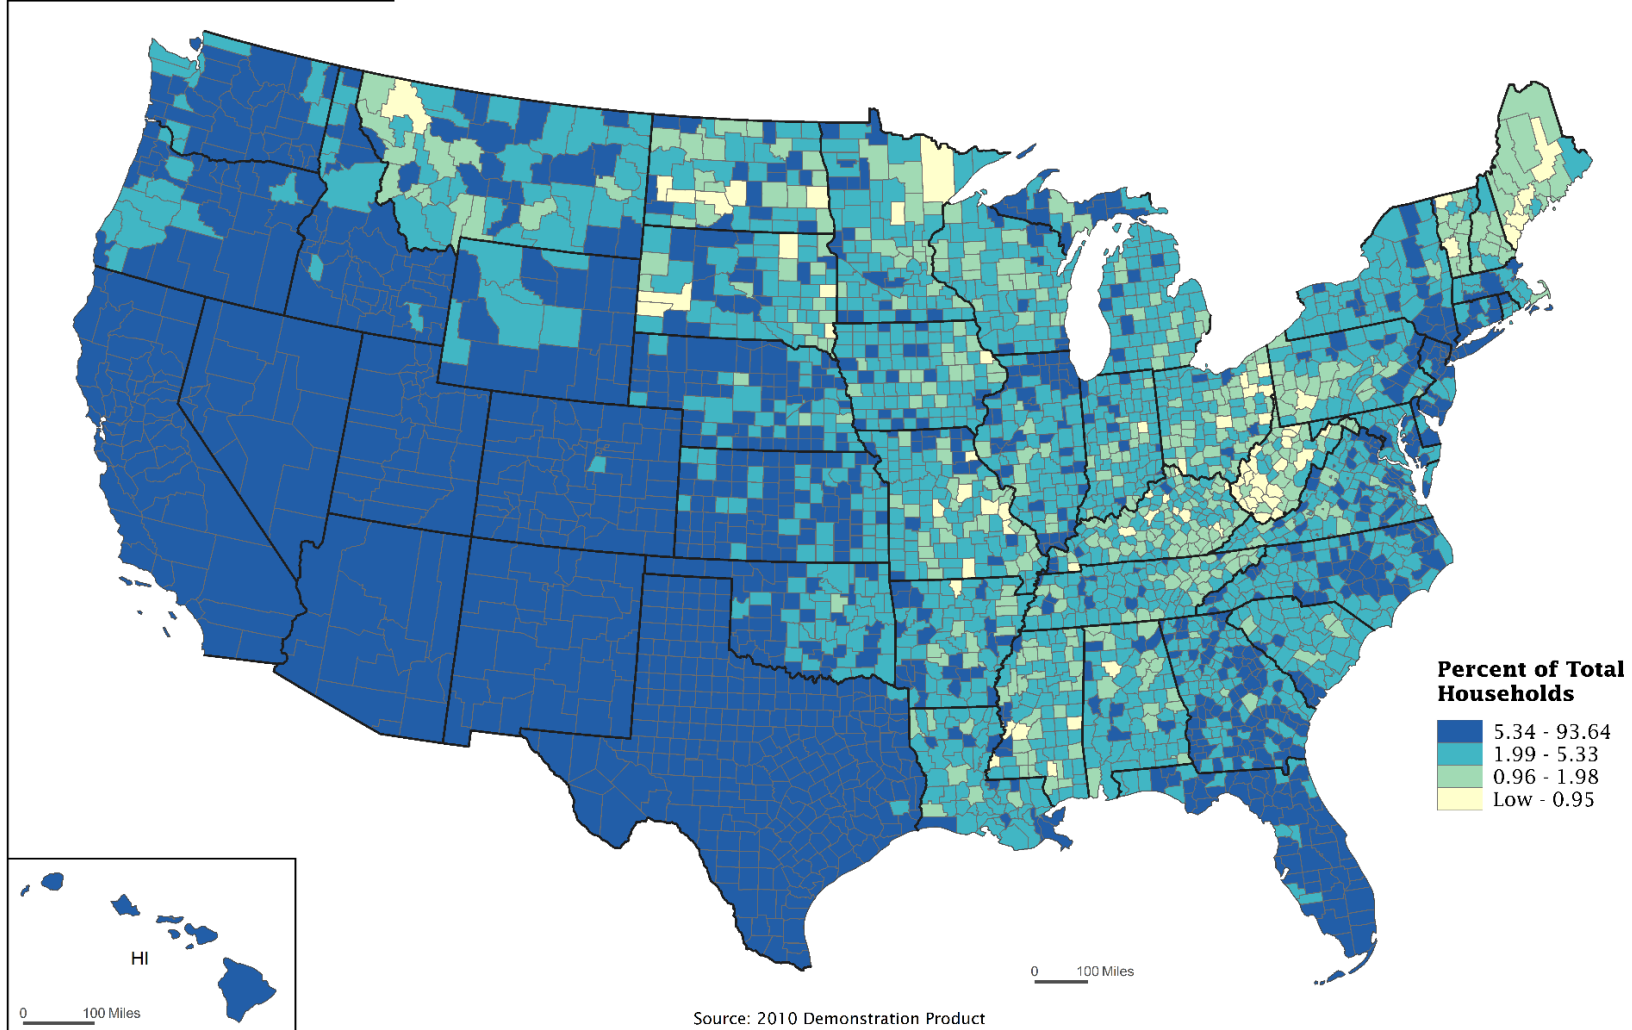 Percent of Total
Households
5.34 - 93.64
1.99 - 5.33
0.96 - 1.98
Low - 0.95
HI
0 100 Miles
0 100 Miles
Source: 2010 Demonstration Product